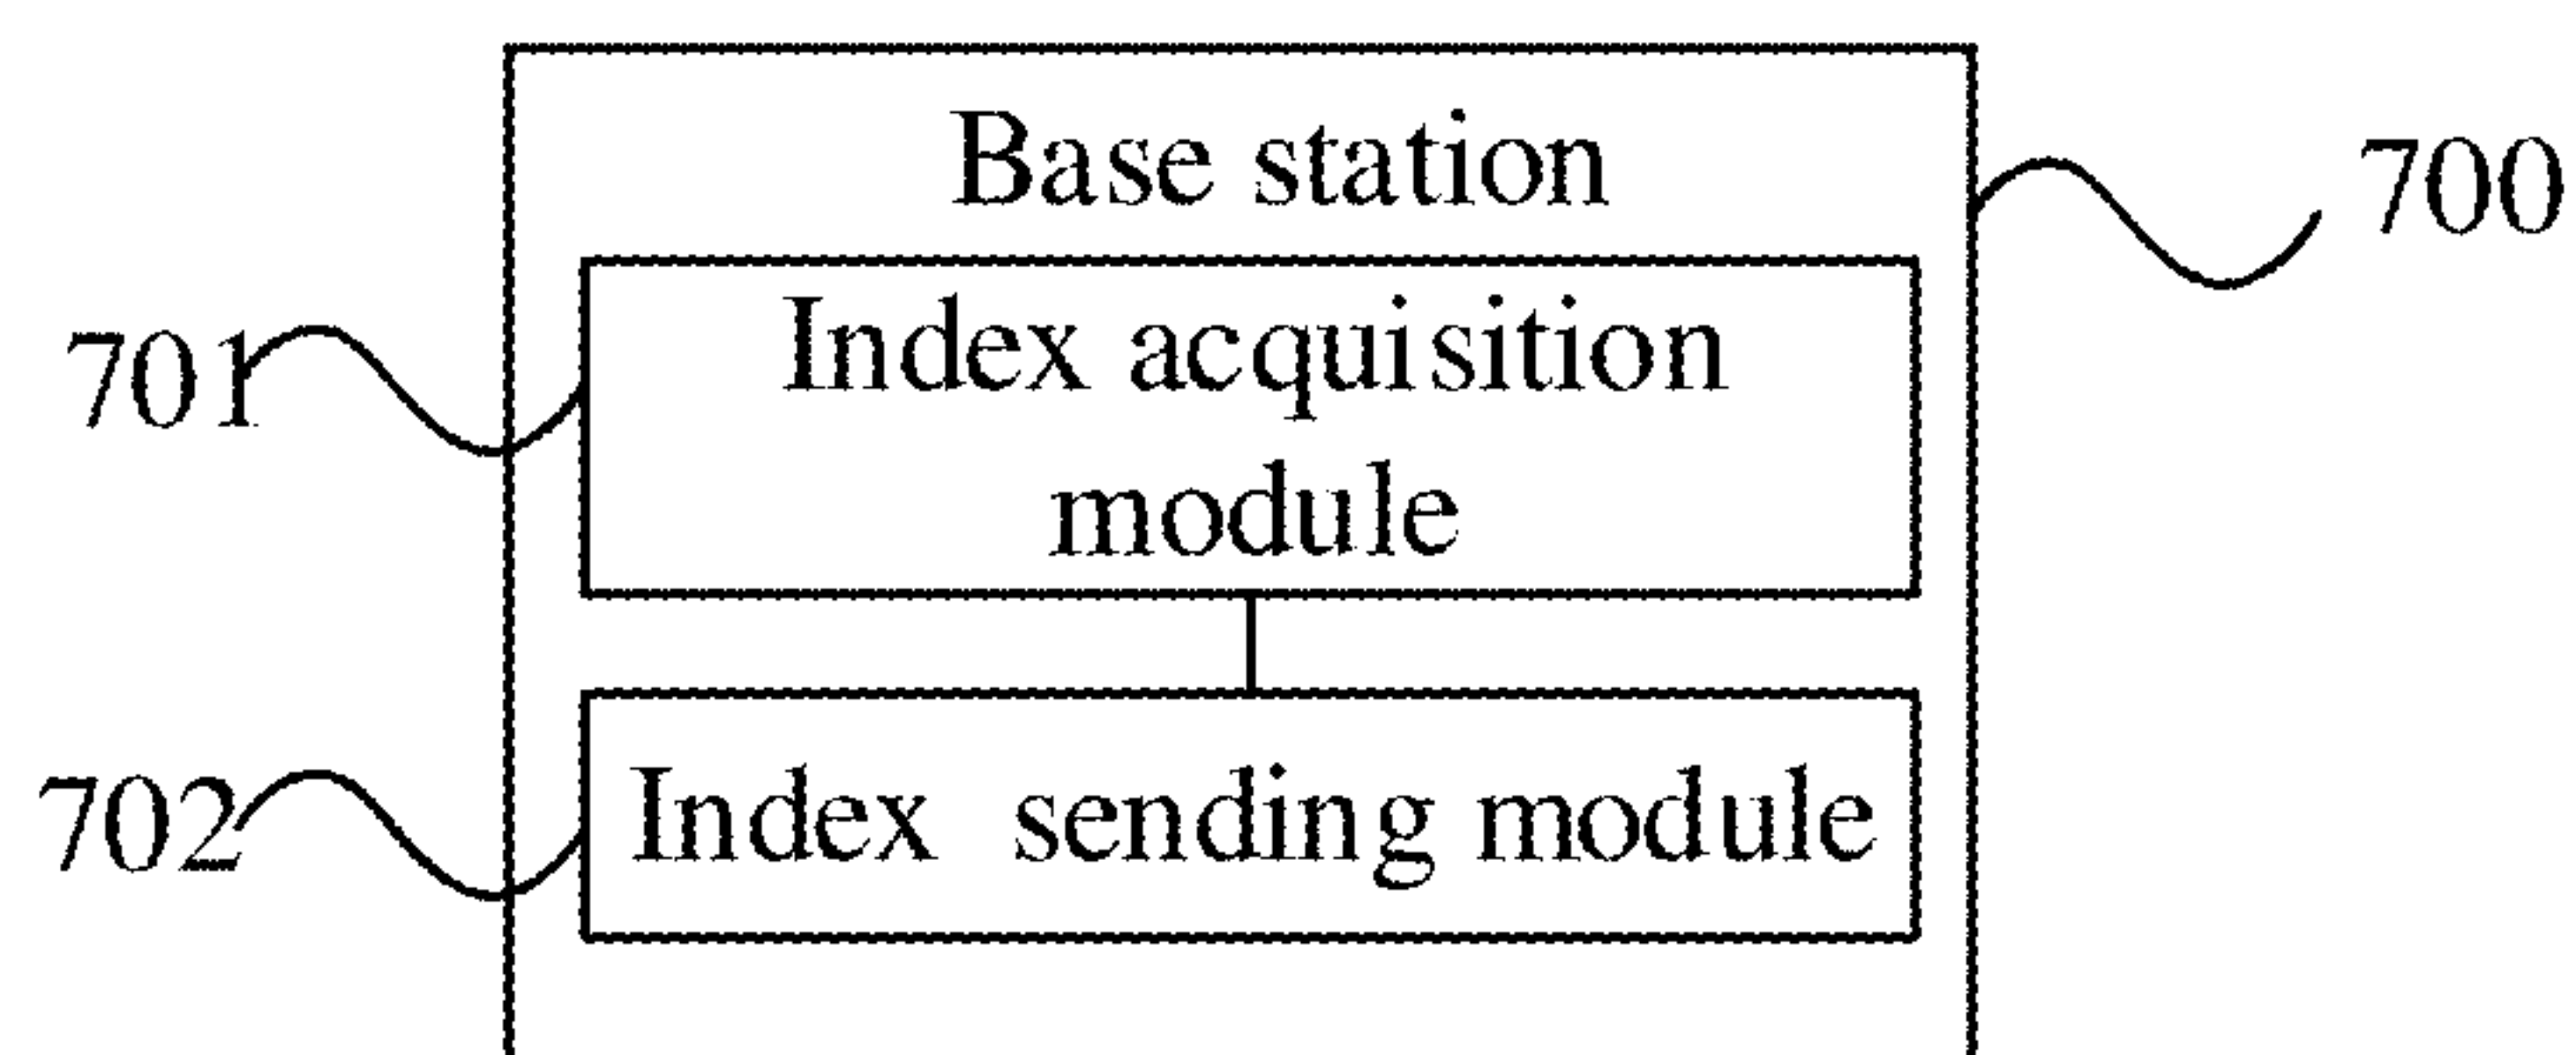 Base station
700
Index acquisition
module
701
Index sending module
702